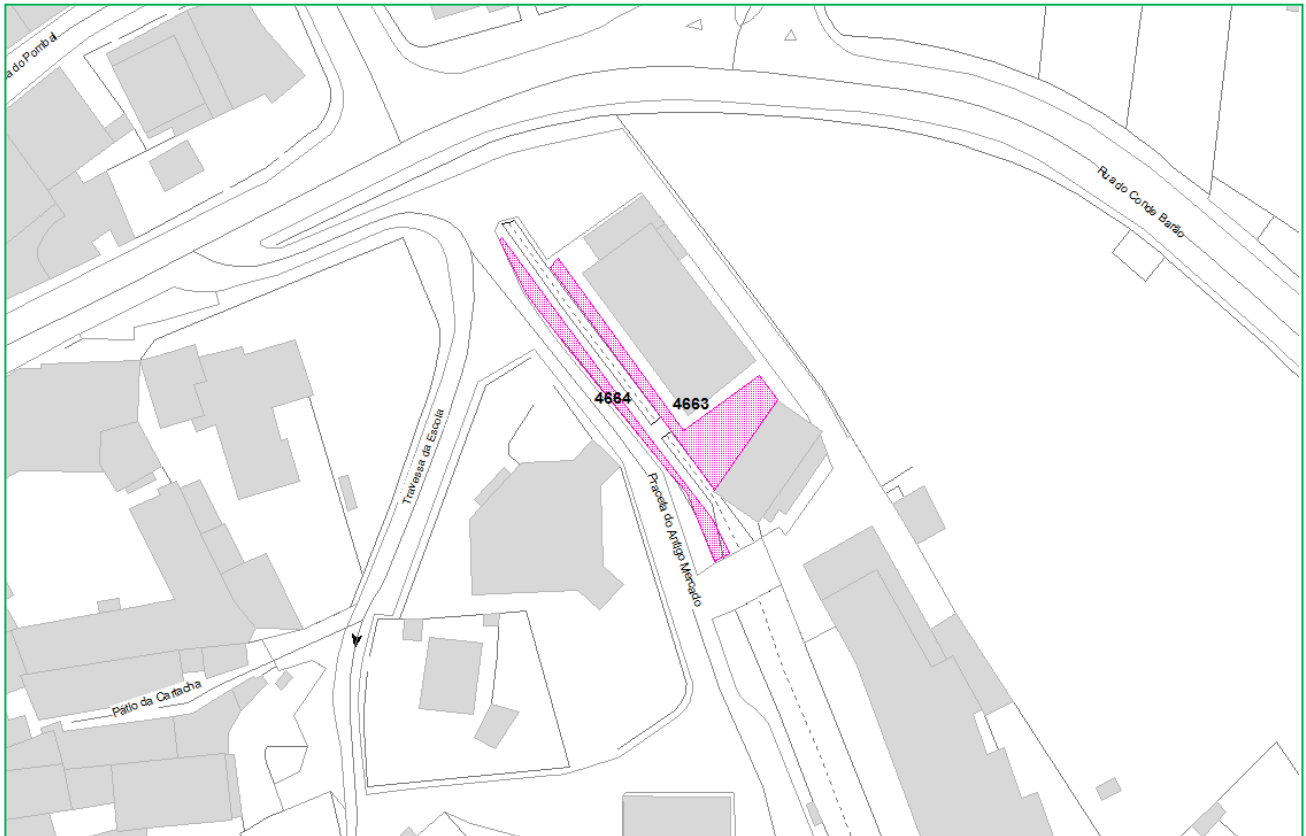 a do Pombal
Rua do Conde Barão
4664
4663
Travessa da Escola
Praceta do Antigo Mercado
Pátio da Cartacha